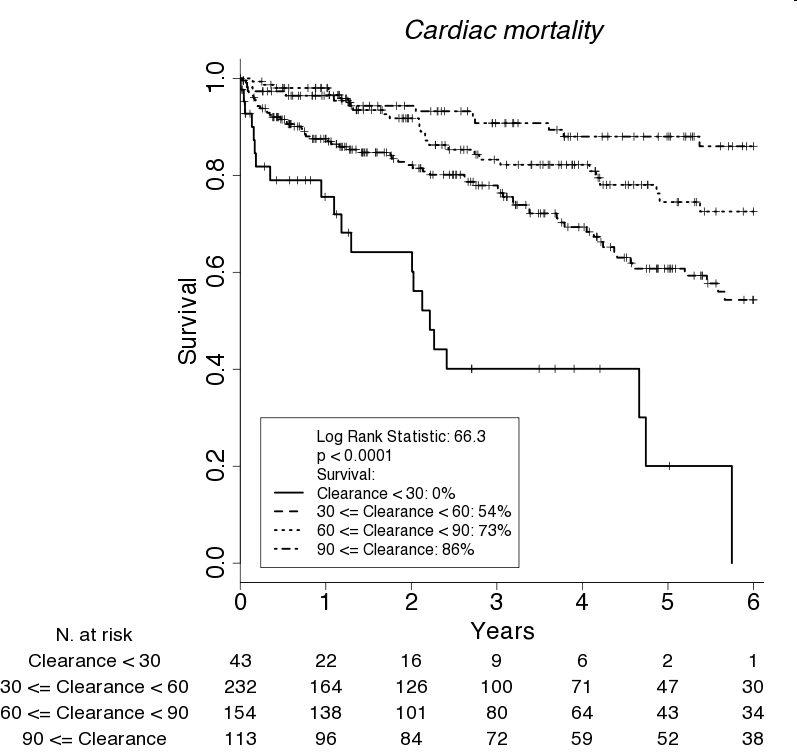 Cardiac mortality
1.0
0.8
0.6
0.4
0.2
0.0
Survival
Log Rank Statistic: 66.3
p < 0.0001
Survival:
Clearance < 30: 0%
30 <= Clearance < 60: 54%
60 <= Clearance < 90: 73%
90 <= Clearance: 86%
0 1 2 3 4 5 6
Years
N. at risk
Clearance < 30 43 22 16 9 6 2 1
30 <= Clearance < 60 232 164 126 100 71 47 30
60 <= Clearance < 90 154 138 101 80 64 43 34
90 <= Clearance 113 96 84 72 59 52 38